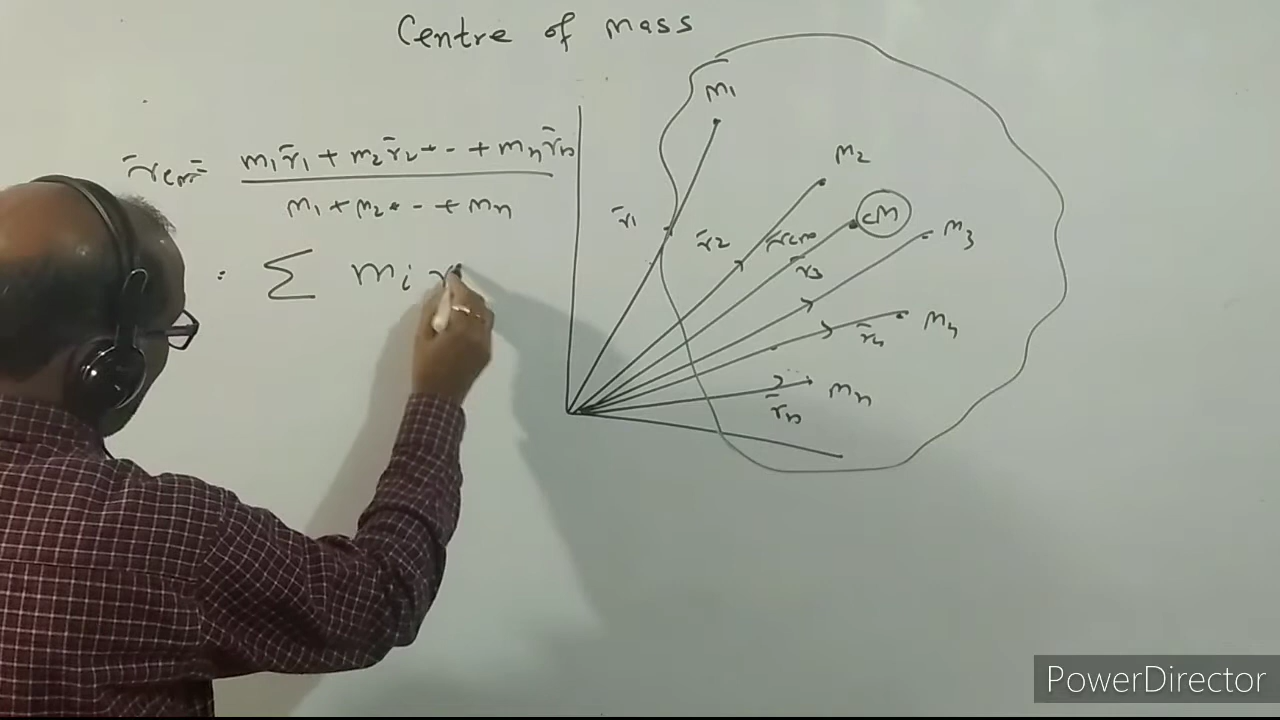 Centre of mass
r̄cm = m1r̄1 + m2r̄2 + - - + mnr̄n
m1 + m2 + - - + mn
= Σ mi r
m1
m2
cM
m3
r̄1
r̄2
r̄cm
r̄3
m4
r̄4
mn
r̄n
PowerDirector